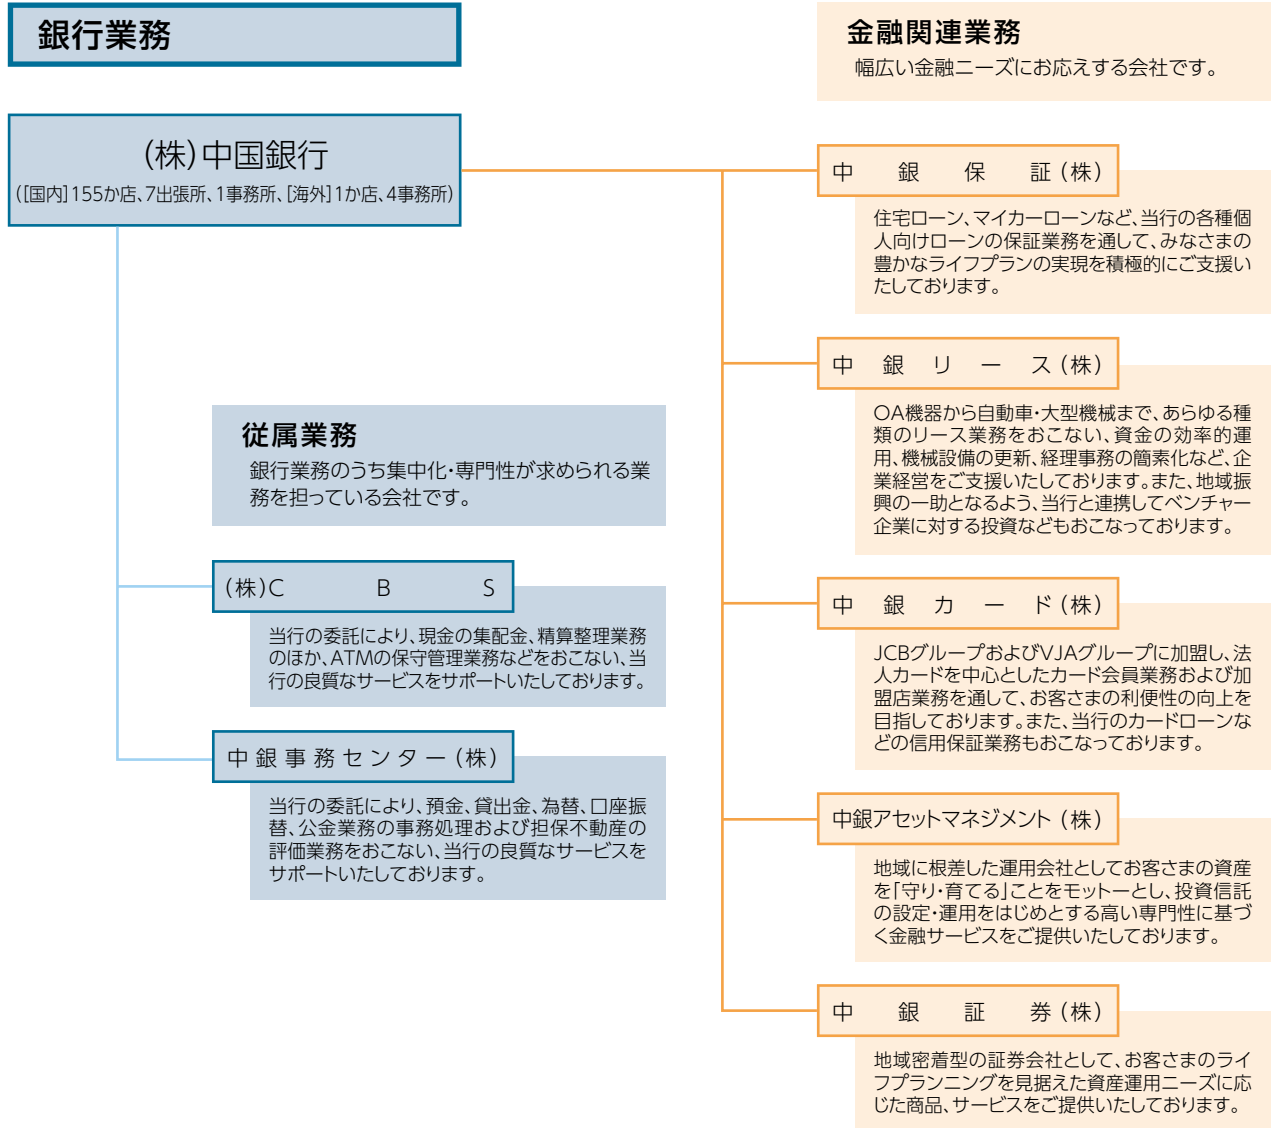 銀行業務
(株)中国銀行
([国内]155か店、7出張所、1事務所、[海外]1か店、4事務所)
従属業務
銀行業務のうち集中化・専門性が求められる業
務を担っている会社です。
(株)CBS
当行の委託により、現金の集配金、精算整理業務
のほか、ATMの保守管理業務などをおこない、当
行の良質なサービスをサポートいたしております。
中銀事務センター(株)
当行の委託により、預金、貸出金、為替、口座振
替、公金業務の事務処理および担保不動産の
評価業務をおこない、当行の良質なサービスを
サポートいたしております。
金融関連業務
幅広い金融ニーズにお応えする会社です。
中銀保証(株)
住宅ローン、マイカーローンなど、当行の各種個
人向けローンの保証業務を通して、みなさまの
豊かなライフプランの実現を積極的にご支援い
たしております。
中銀リース(株)
OA機器から自動車・大型機械まで、あらゆる種
類のリース業務をおこない、資金の効率的運
用、機械設備の更新、経理事務の簡素化など、企
業経営をご支援いたしております。また、地域振
興の一助となるよう、当行と連携してベンチャー
企業に対する投資などもおこなっております。
中銀カード(株)
JCBグループおよびVJAグループに加盟し、法
人カードを中心としたカード会員業務および加
盟店業務を通して、お客さまの利便性の向上を
目指しております。また、当行のカードローンな
どの信用保証業務もおこなっております。
中銀アセットマネジメント(株)
地域に根差した運用会社としてお客さまの資産
を「守り・育てる」ことをモットーとし、投資信託
の設定・運用をはじめとする高い専門性に基づ
く金融サービスをご提供いたしております。
中銀証券(株)
地域密着型の証券会社として、お客さまのライ
フプランニングを見据えた資産運用ニーズに応
じた商品、サービスをご提供いたしております。